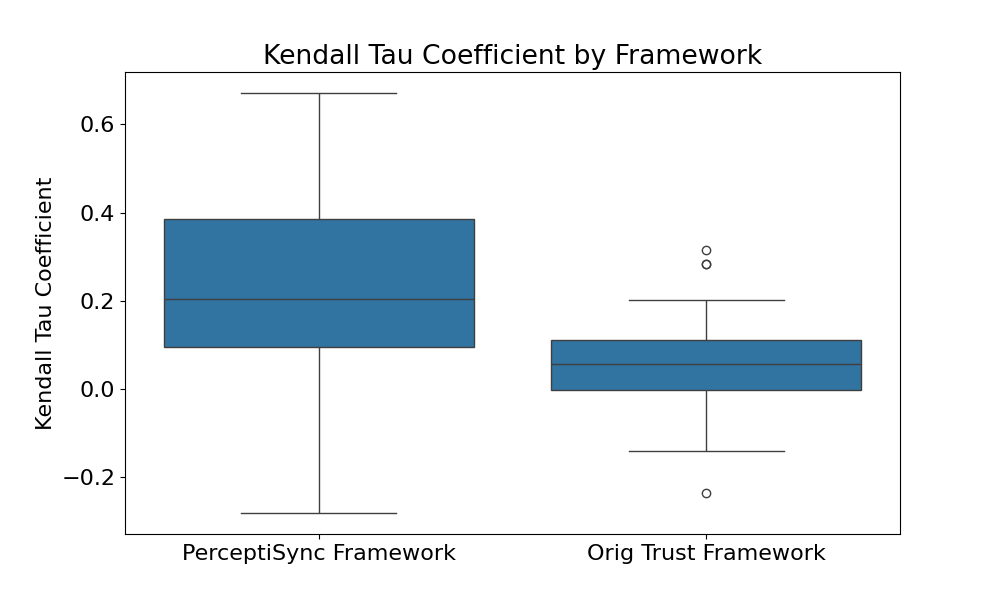 Kendall Tau Coefficient by Framework
Kendall Tau Coefficient
0.6
0.4
0.2
0.0
−0.2
PerceptiSync Framework
Orig Trust Framework